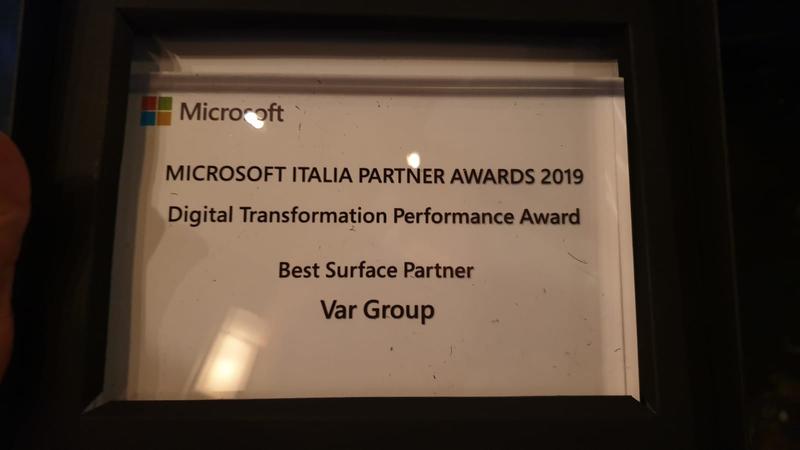 Microsoft
MICROSOFT ITALIA PARTNER AWARDS 2019
Digital Transformation Performance Award
Best Surface Partner
Var Group